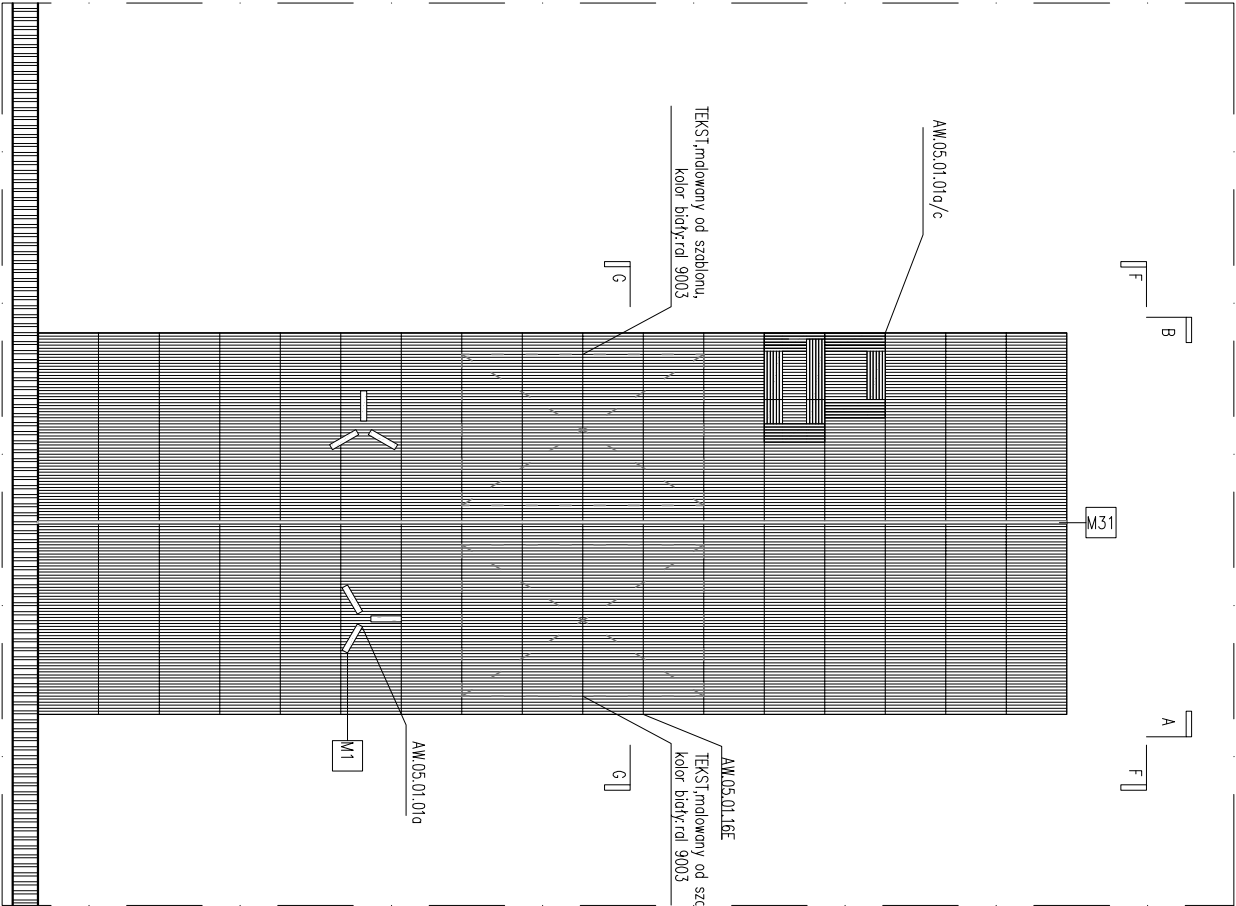 AW.05.01.01a/c
TEKST,malowany od szablonu,
kolor biały:ral 9003
F
B
G
M31
A
F
G
AW.05.01.16E
TEKST,malowany od
kolor biały:ral 9003
AW.05.01.01a
M1